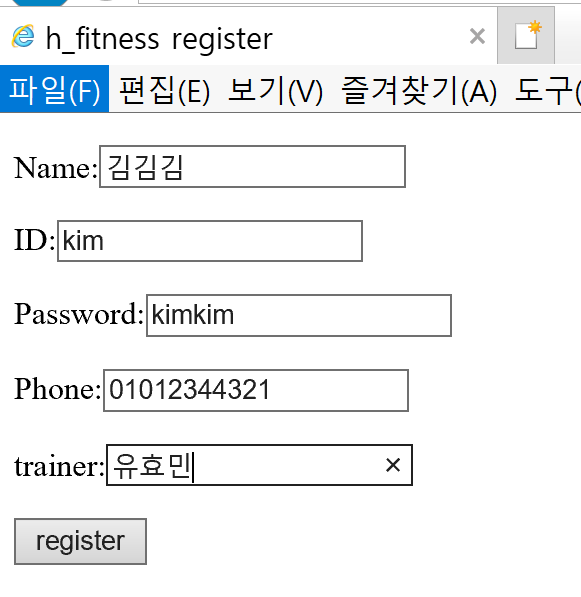 h_fitness register
파일(F) 편집(E) 보기(V) 즐겨찾기(A) 도구(
Name: 김김김
ID: kim
Password: kimkim
Phone: 01012344321
trainer: 유효민
register